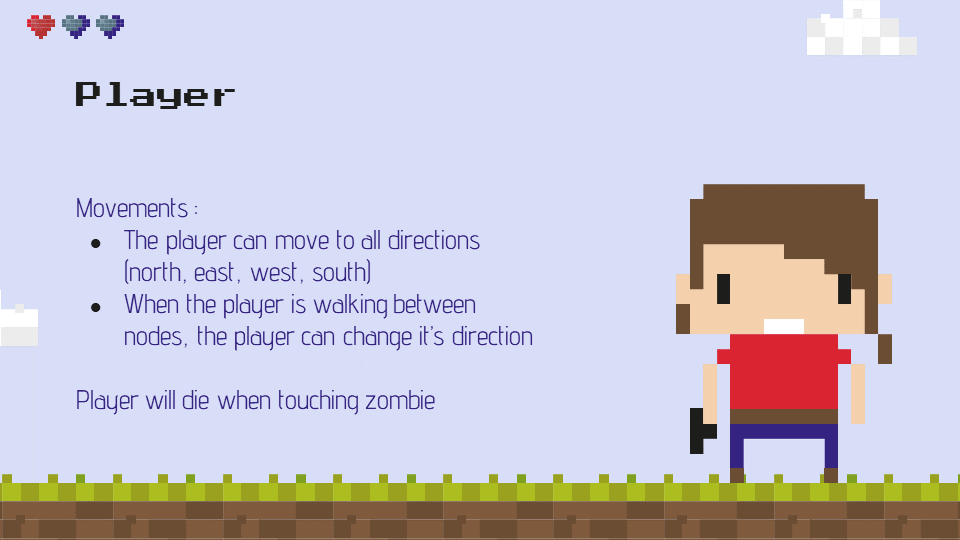 Player
Movements :
● The player can move to all directions
(north, east, west, south)
● When the player is walking between
nodes, the player can change it's direction
Player will die when touching zombie